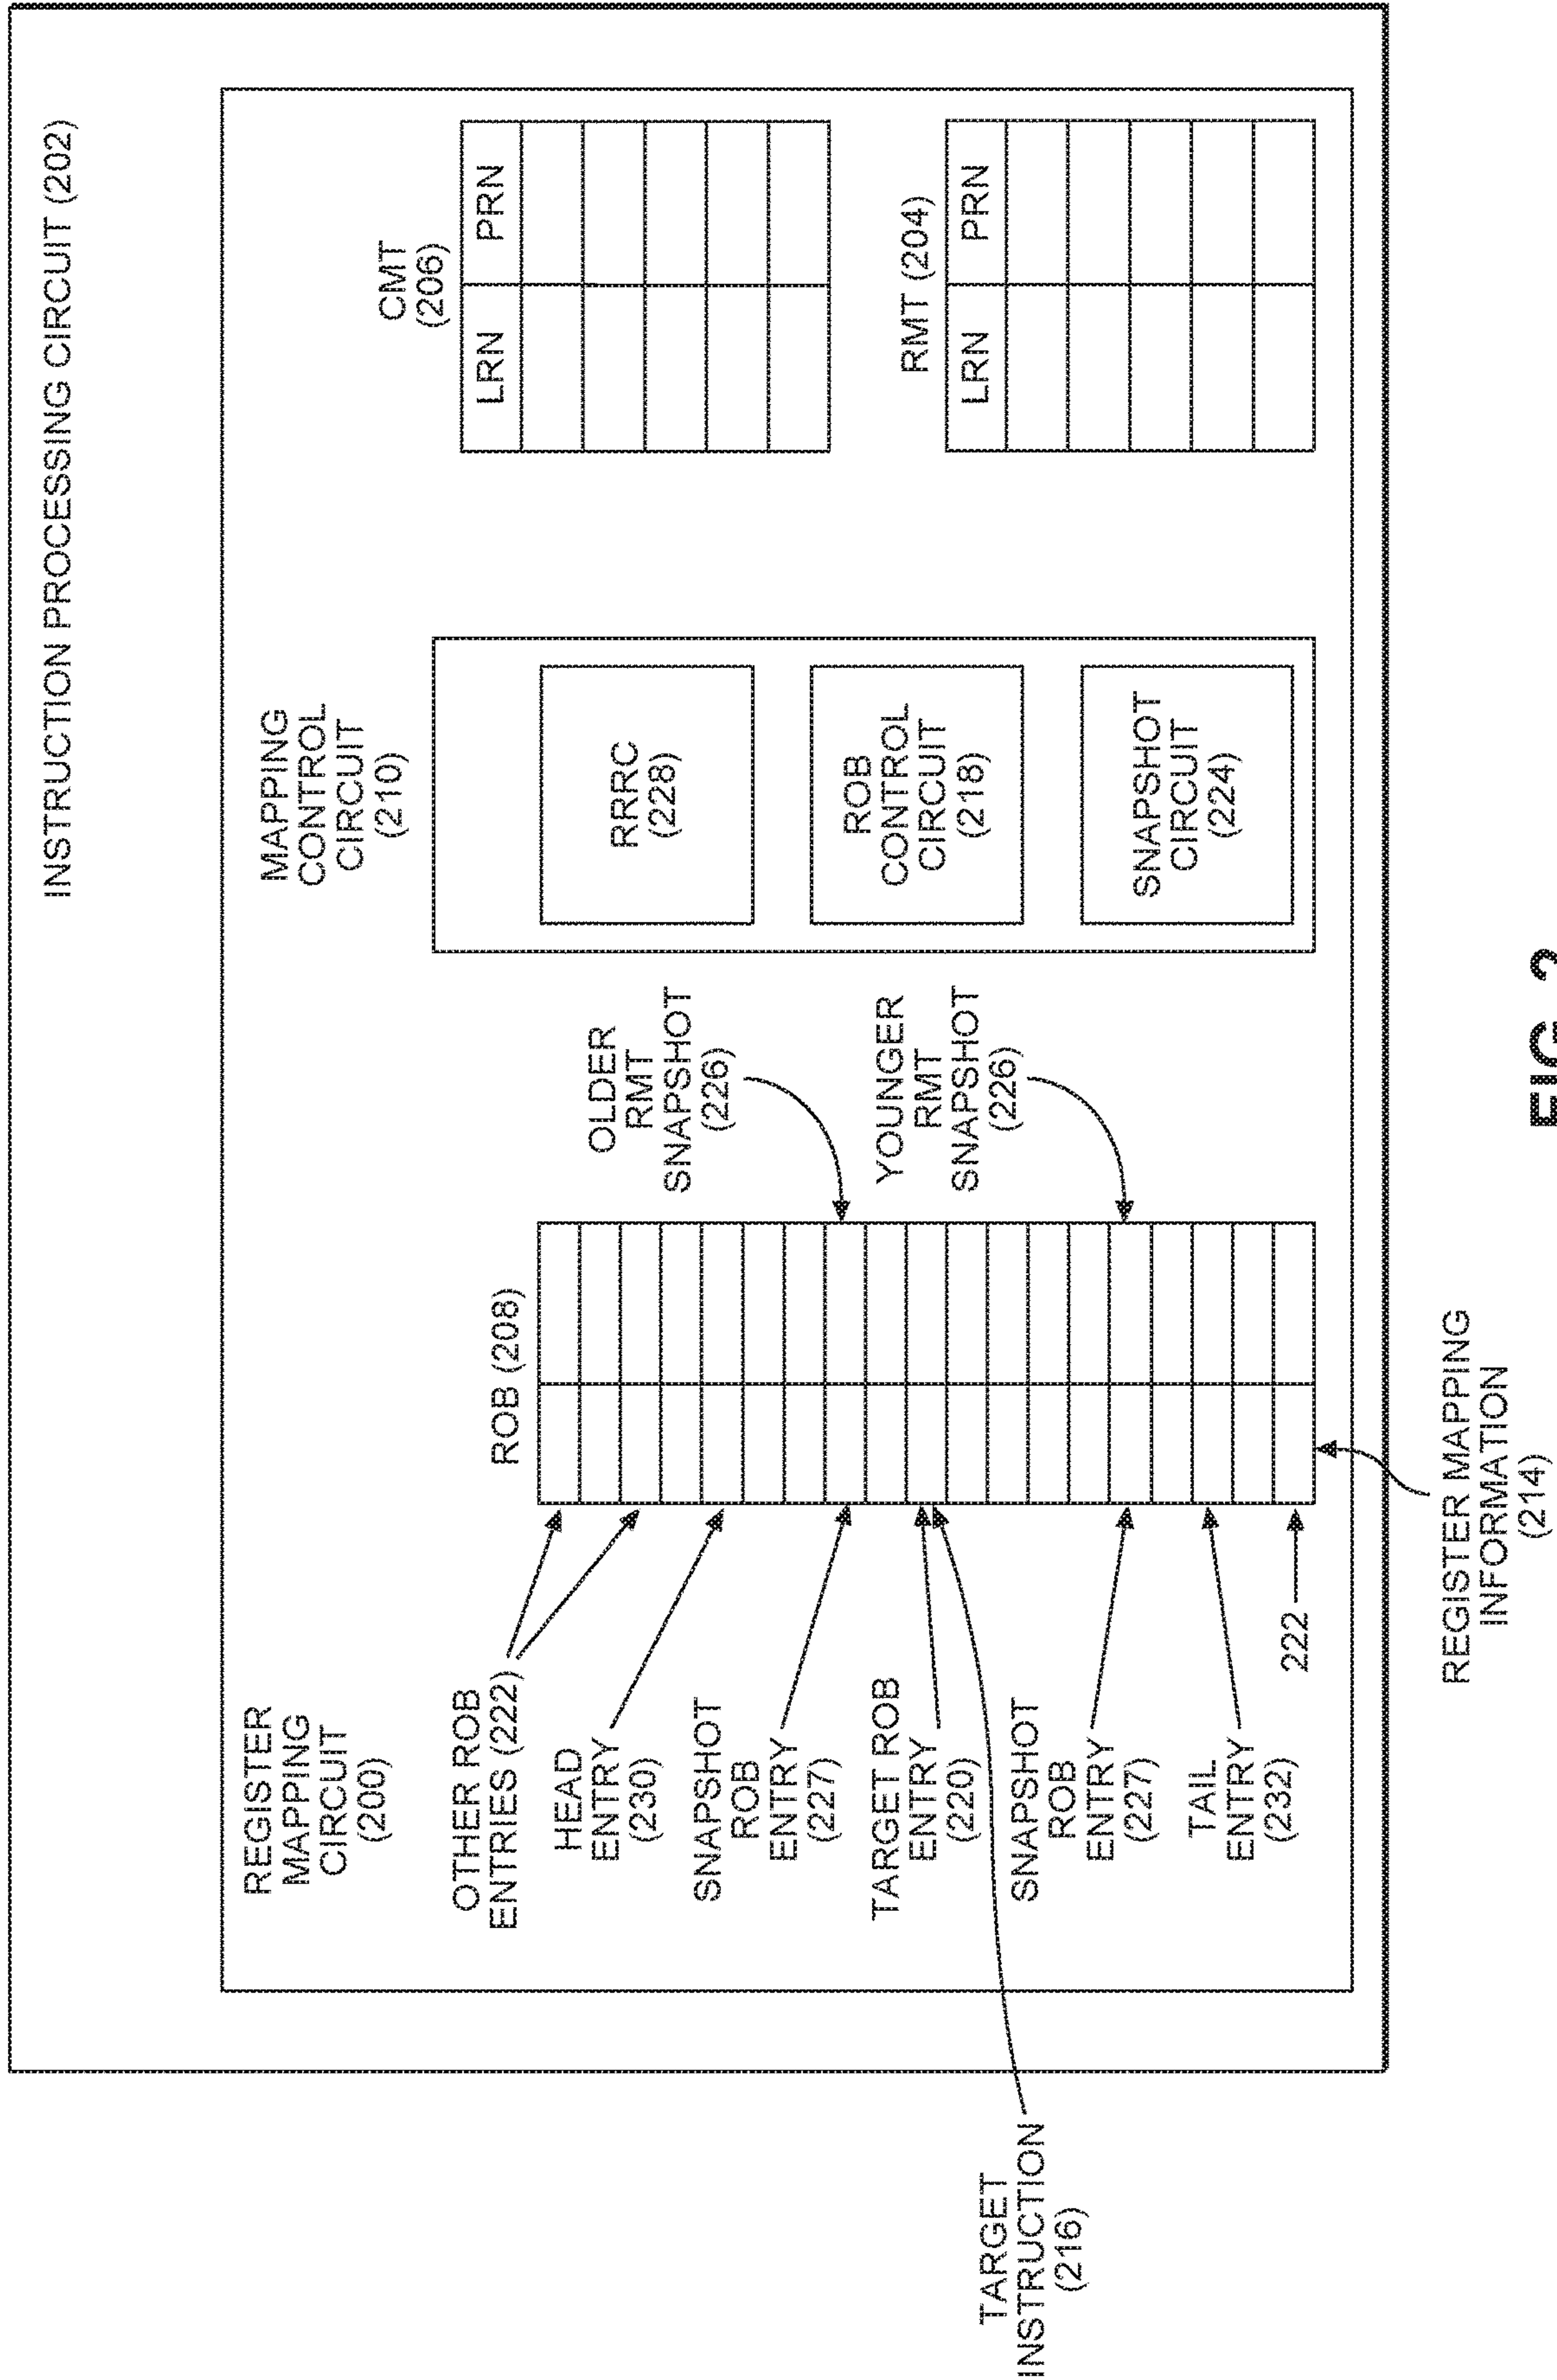 INSTRUCTION PROCESSING CIRCUIT (202)
REGISTER
MAPPING
CIRCUIT
(200)
MAPPING
CONTROL
CIRCUIT
(210)
CMT
(206)
LRN PRN
RMT (204)
LRN PRN
RRRC
(228)
ROB
CONTROL
CIRCUIT
(218)
SNAPSHOT
CIRCUIT
(224)
ROB (208)
OLDER
RMT
SNAPSHOT
(226)
YOUNGER
RMT
SNAPSHOT
(226)
OTHER ROB
ENTRIES (222)
HEAD
ENTRY
(230)
SNAPSHOT
ROB
ENTRY
(227)
TARGET ROB
ENTRY
(220)
SNAPSHOT
ROB
ENTRY
(227)
TAIL
ENTRY
(232)
222
TARGET
INSTRUCTION
(216)
REGISTER MAPPING
INFORMATION
(214)
FIG. 2